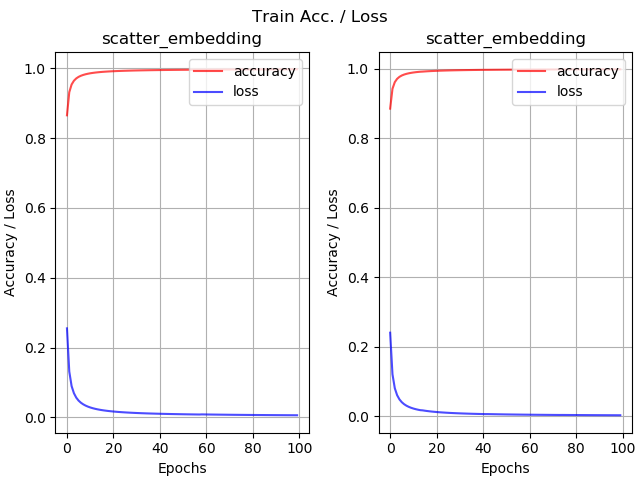 Train Acc. / Loss
scatter_embedding
1.0
0.8
0.6
0.4
0.2
0.0
Accuracy / Loss
accuracy
loss
0 20 40 60 80 100
Epochs
scatter_embedding
1.0
0.8
0.6
0.4
0.2
0.0
Accuracy / Loss
accuracy
loss
0 20 40 60 80 100
Epochs